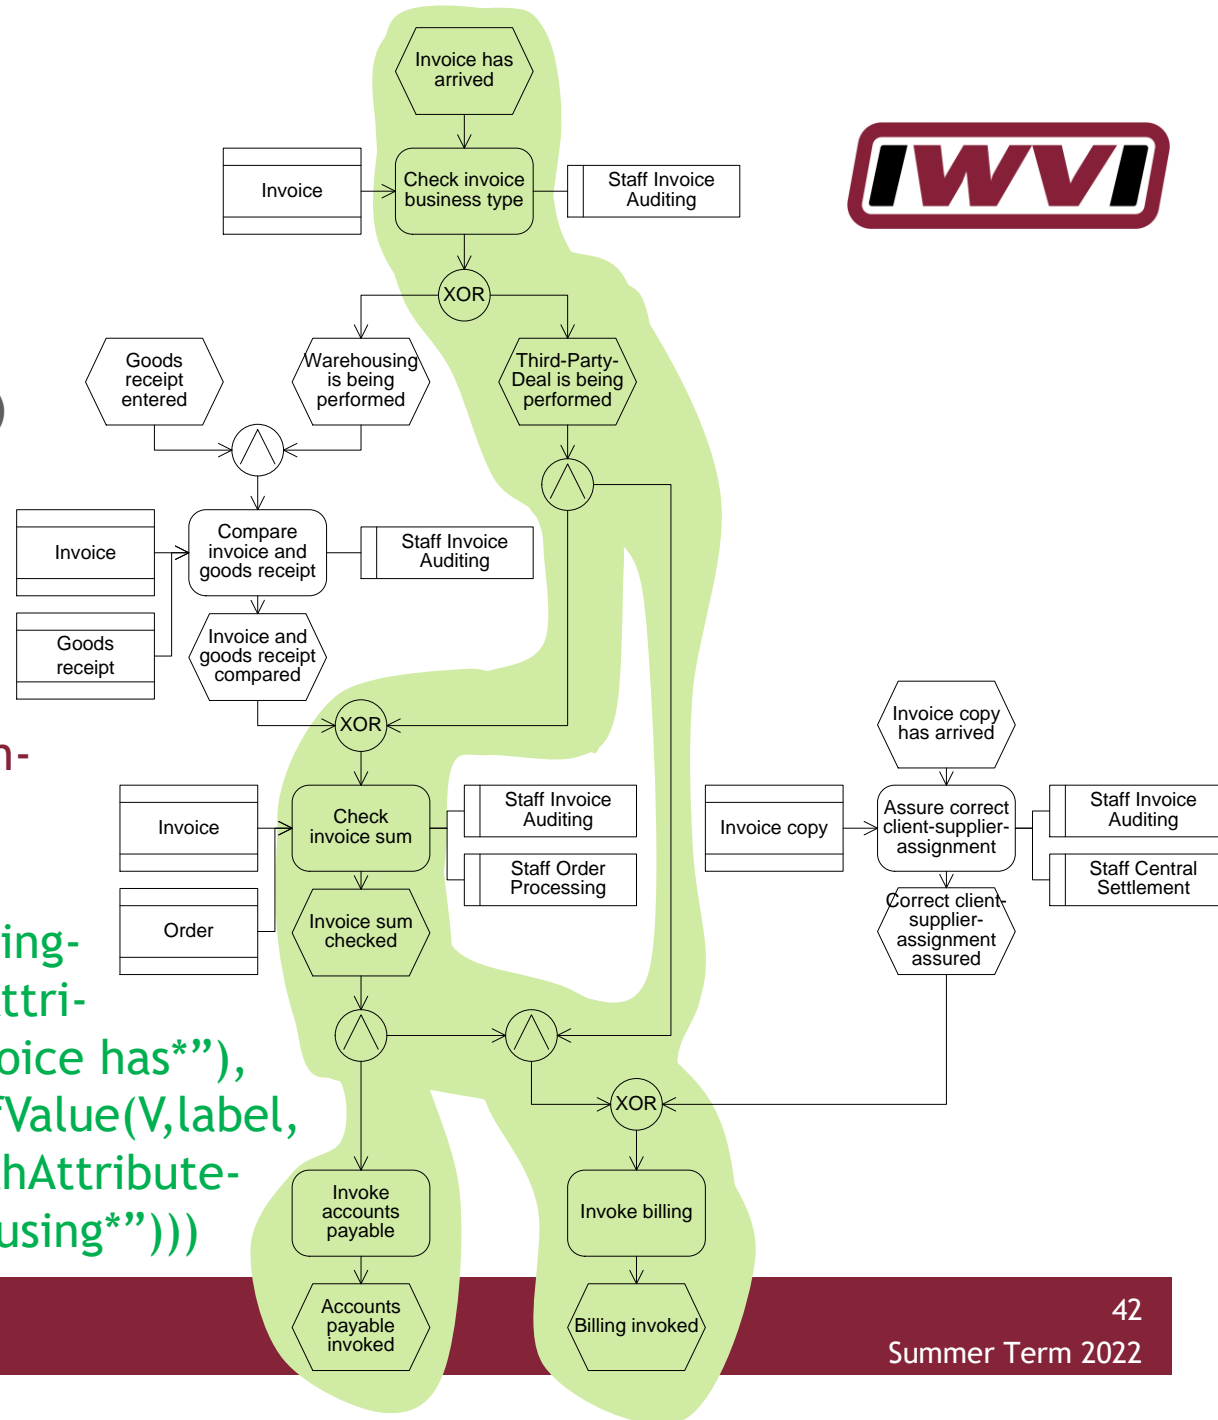 Invoice has
arrived
IWVI
Invoice
Check invoice
business type
Staff Invoice
Auditing
XOR
Goods
receipt
entered
Warehousing
is being
performed
Third-Party-
Deal is being
performed
)
Invoice
Compare
invoice and
goods receipt
Staff Invoice
Auditing
Goods
receipt
Invoice and
goods receipt
compared
XOR
Invoice copy
has arrived
n-
Invoice
Check
invoice sum
Staff Invoice
Auditing
Staff Order
Processing
Invoice copy
Assure correct
client-supplier-
assignment
Staff Invoice
Auditing
Staff Central
Settlement
Order
Invoice sum
checked
Correct client-
supplier-
assignment
assured
ing-
ttri-
oice has*”),
fValue(V,label,
hAttribute-
using*”)))
XOR
Invoke
accounts
payable
Invoke billing
Accounts
payable
invoked
Billing invoked
42
Summer Term 2022